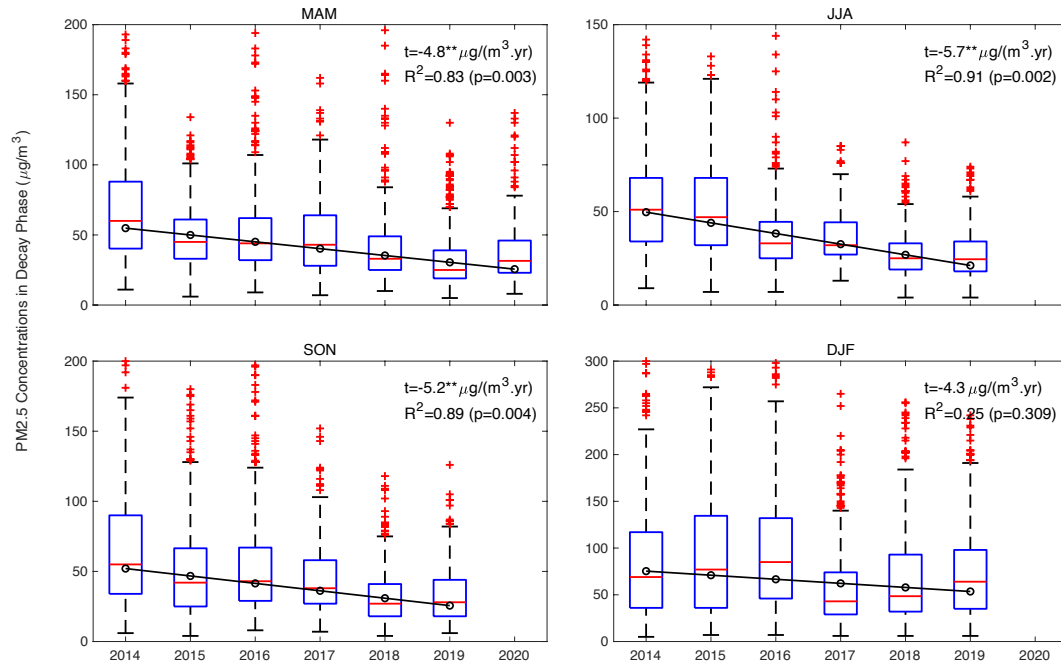 MAM
200
150
100
50
0
t=-4.8** μg/(m³.yr)
R²=0.83 (p=0.003)
JJA
150
100
50
0
t=-5.7** μg/(m³.yr)
R²=0.91 (p=0.002)
PM2.5 Concentrations in Decay Phase (μg/m³)
SON
200
150
100
50
0
t=-5.2** μg/(m³.yr)
R²=0.89 (p=0.004)
2014 2015 2016 2017 2018 2019 2020
DJF
300
250
200
150
100
50
0
t=-4.3 μg/(m³.yr)
R²=0.25 (p=0.309)
2014 2015 2016 2017 2018 2019 2020